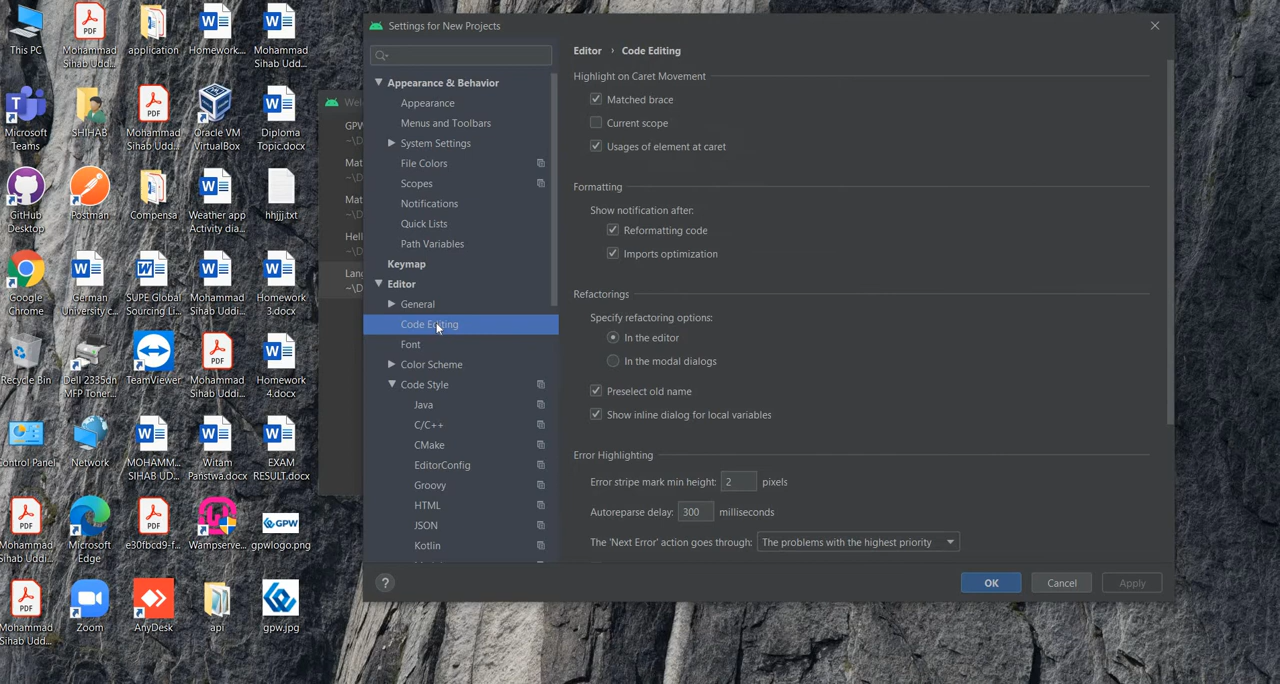 This PC
Mohammad
Sihab Udd...
application
Homework...
Mohammad
Sihab Udd...
Microsoft
Teams
SHIHAB
Mohammad
Sihab Udd...
Oracle VM
VirtualBox
Diploma
Topic.docx
GitHub
Desktop
Postman
Compensa
Weather app
Activity dia...
hhjjj.txt
Google
Chrome
German
University c...
SUPE Global
Sourcing Li...
Mohammad
Sihab Uddi...
Homework
3.docx
Recycle Bin
Dell 2335dn
MFP Toner...
TeamViewer
Mohammad
Sihab Uddi...
Homework
4.docx
ontrol Panel
Network
MOHAMM...
SIHAB UD...
Witam
Państwa.docx
EXAM
RESULT.docx
Mohammad
Sihab Uddi...
Microsoft
Edge
e30fbcd9-f...
Wampserve...
GPW
gpwlogo.png
Mohammad
Sihab Uddi...
Zoom
AnyDesk
api
gpw.jpg
Wel
GPW
~\D
Mat
~\D
Mat
~\D
Hell
~\D
Lan
~\D
Settings for New Projects
Appearance & Behavior
Appearance
Menus and Toolbars
System Settings
File Colors
Scopes
Notifications
Quick Lists
Path Variables
Keymap
Editor
General
Code Editing
Font
Color Scheme
Code Style
Java
C/C++
CMake
EditorConfig
Groovy
HTML
JSON
Kotlin
Editor › Code Editing
Highlight on Caret Movement
Matched brace
Current scope
Usages of element at caret
Formatting
Show notification after:
Reformatting code
Imports optimization
Refactorings
Specify refactoring options:
In the editor
In the modal dialogs
Preselect old name
Show inline dialog for local variables
Error Highlighting
Error stripe mark min height: 2 pixels
Autoreparse delay: 300 milliseconds
The 'Next Error' action goes through: The problems with the highest priority
?
OK
Cancel
Apply